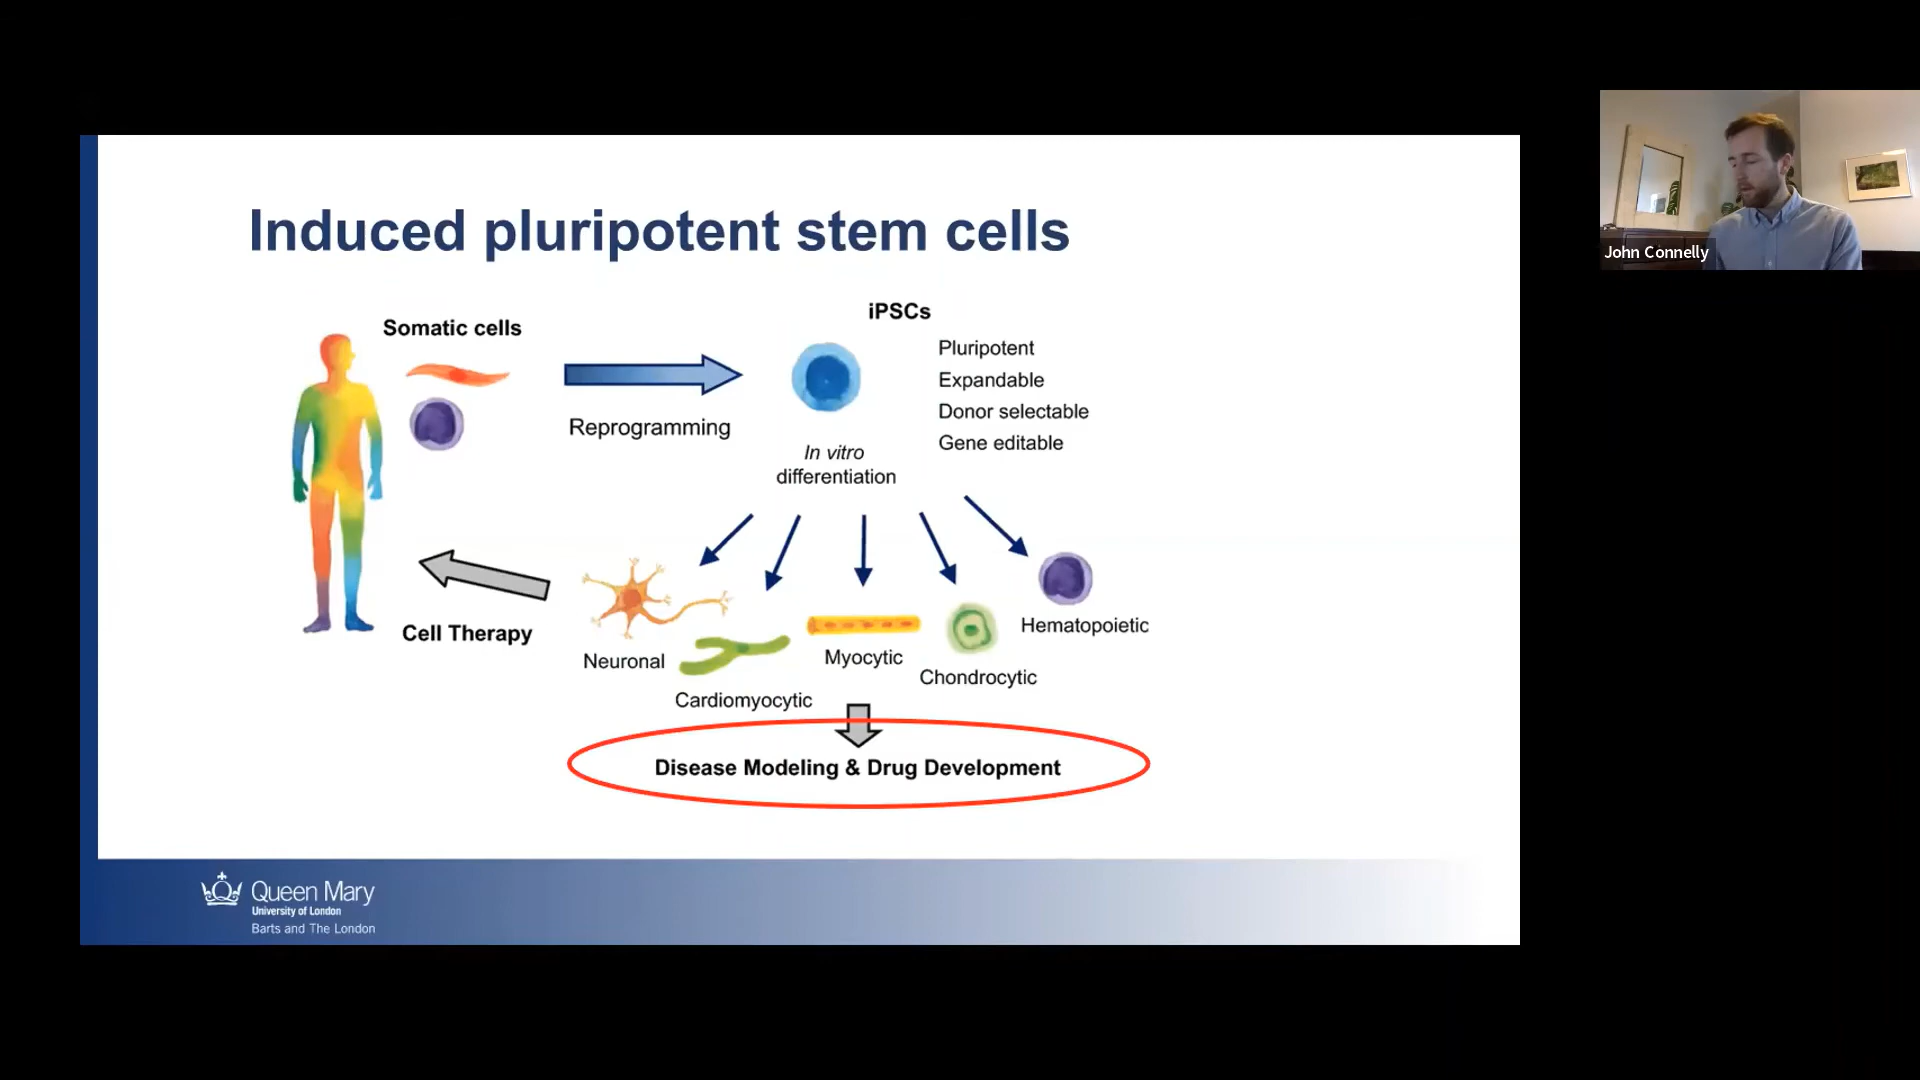 Induced pluripotent stem cells
Somatic cells
Reprogramming
iPSCs
Pluripotent
Expandable
Donor selectable
Gene editable
In vitro
differentiation
Cell Therapy
Neuronal
Cardiomyocytic
Myocytic
Chondrocytic
Hematopoietic
Disease Modeling & Drug Development
Queen Mary
University of London
Barts and The London
John Connelly